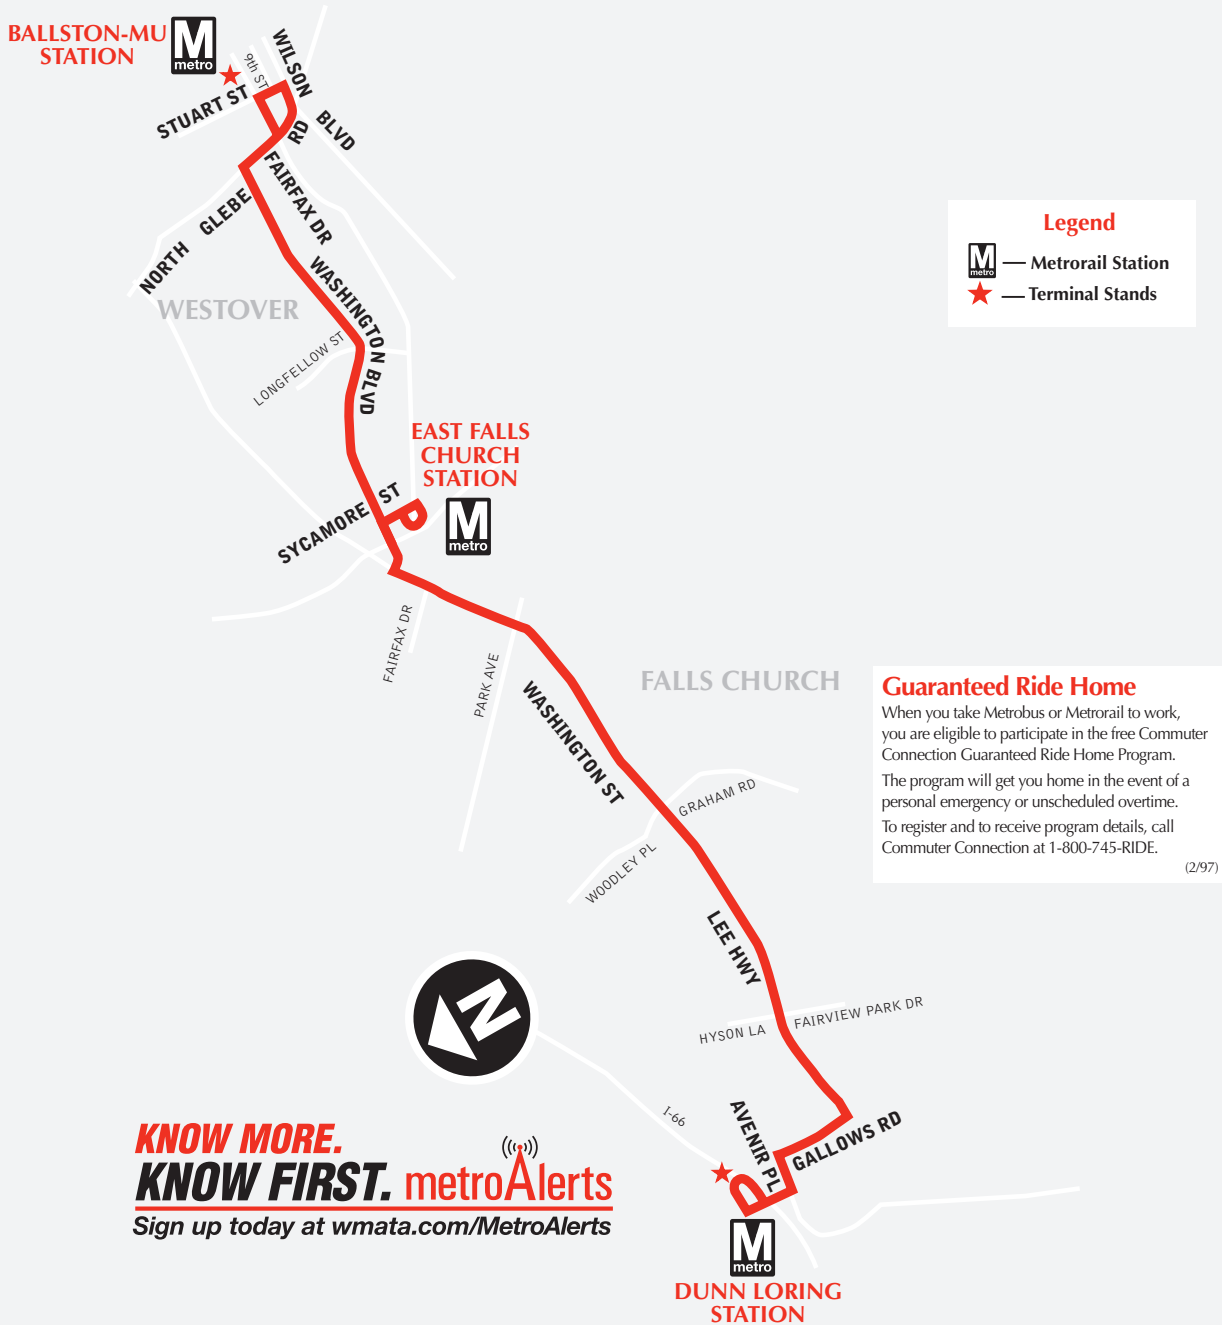 BALLSTON-MU
STATION
M
metro
9th ST
WILSON
BLVD
STUART ST
RD
FAIRFAX DR
NORTH GLEBE
WASHINGTON BLVD
WESTOVER
LONGFELLOW ST
Legend
M
metro
— Metrorail Station
— Terminal Stands
EAST FALLS
CHURCH
STATION
M
metro
SYCAMORE ST
FAIRFAX DR
PARK AVE
FALLS CHURCH
WASHINGTON ST
Guaranteed Ride Home
When you take Metrobus or Metrorail to work,
you are eligible to participate in the free Commuter
Connection Guaranteed Ride Home Program.
The program will get you home in the event of a
personal emergency or unscheduled overtime.
To register and to receive program details, call
Commuter Connection at 1-800-745-RIDE.
(2/97)
GRAHAM RD
WOODLEY PL
LEE HWY
N
HYSON LA
FAIRVIEW PARK DR
I-66
AVENIR PL
GALLOWS RD
KNOW MORE.
KNOW FIRST. metroAlerts
Sign up today at wmata.com/MetroAlerts
M
metro
DUNN LORING
STATION